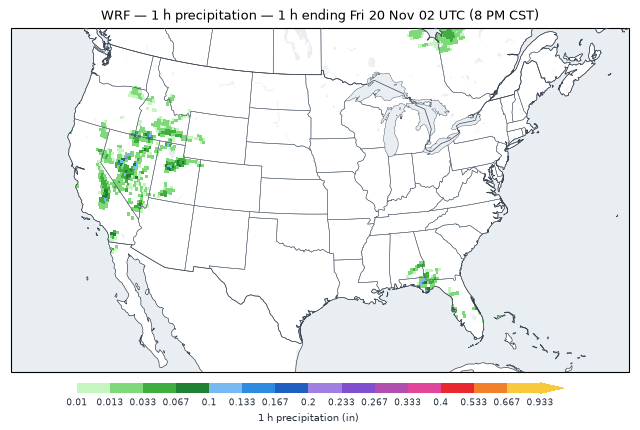 WRF — 1 h precipitation — 1 h ending Fri 20 Nov 02 UTC (8 PM CST)
0.01 0.013 0.033 0.067 0.1 0.133 0.167 0.2 0.233 0.267 0.333 0.4 0.533 0.667 0.933
1 h precipitation (in)